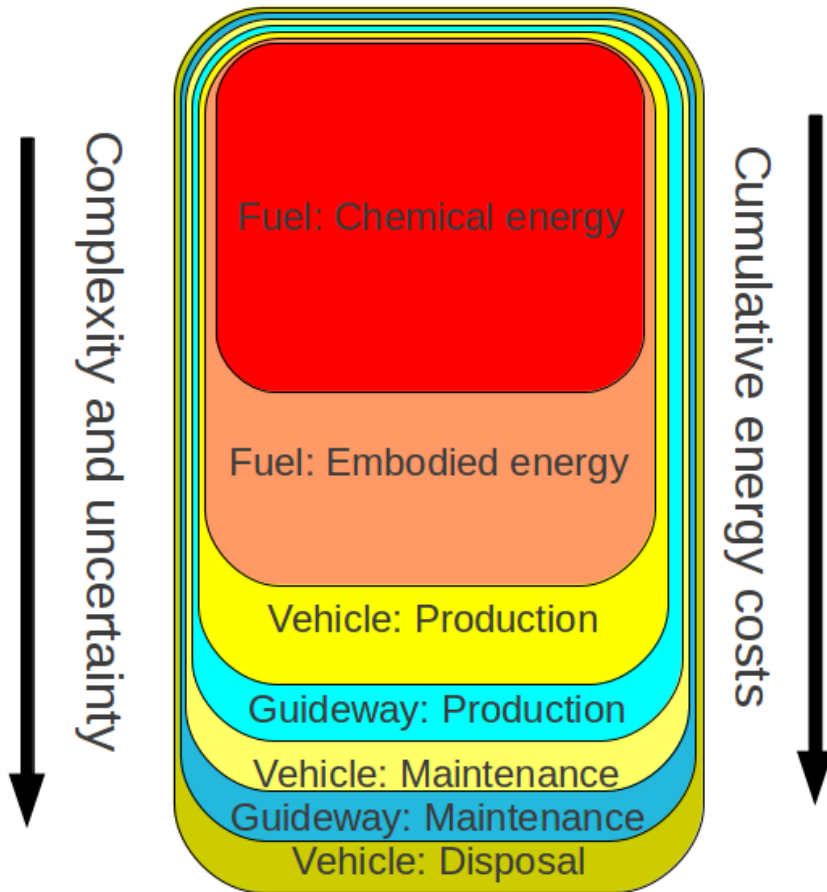 Complexity and uncertainty
Cumulative energy costs
Fuel: Chemical energy
Fuel: Embodied energy
Vehicle: Production
Guideway: Production
Vehicle: Maintenance
Guideway: Maintenance
Vehicle: Disposal